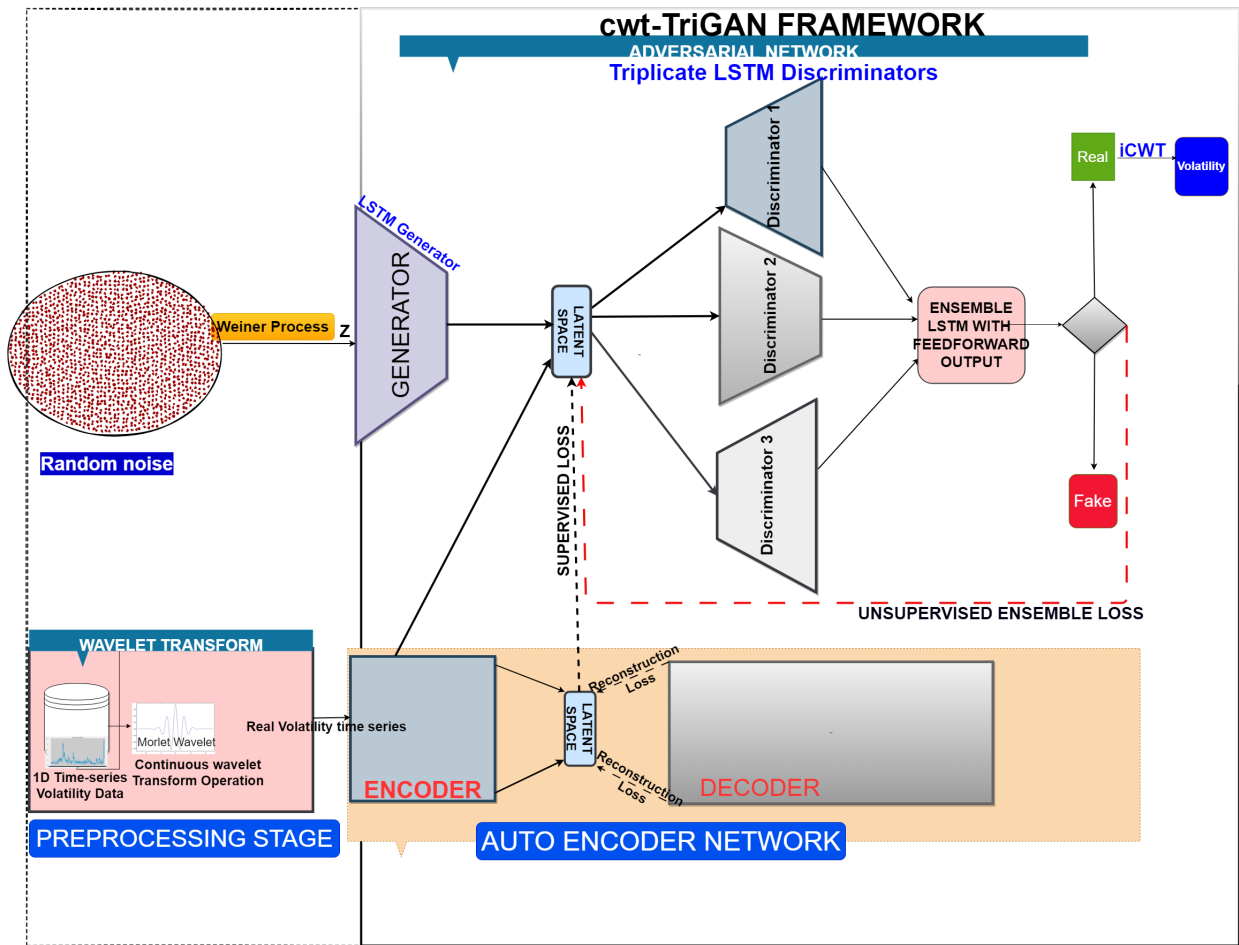 cwt-TriGAN FRAMEWORK
ADVERSARIAL NETWORK
Triplicate LSTM Discriminators
Discriminator 1
Real
iCWT
Volatility
LSTM Generator
GENERATOR
Weiner Process
Z
LATENT
SPACE
Discriminator 2
ENSEMBLE
LSTM WITH
FEEDFORWARD
OUTPUT
Random noise
SUPERVISED LOSS
Discriminator 3
Fake
UNSUPERVISED ENSEMBLE LOSS
WAVELET TRANSFORM
Morlet Wavelet
1D Time-series
Volatility Data
Continuous wavelet
Transform Operation
Real Volatility time series
ENCODER
LATENT
SPACE
Reconstruction
Loss
Reconstruction
Loss
DECODER
PREPROCESSING STAGE
AUTO ENCODER NETWORK